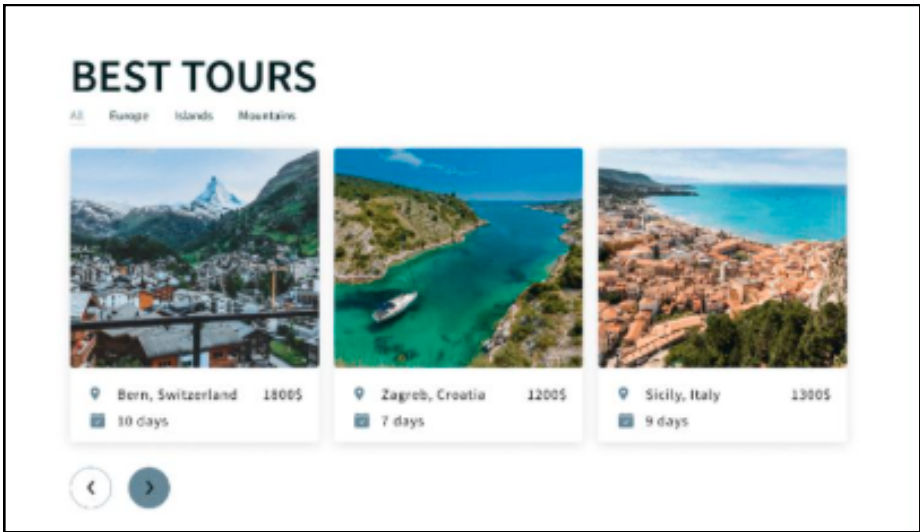 BEST TOURS
All Europe Islands Mountains
Bern, Switzerland 1800$
10 days
Zagreb, Croatia 1200$
7 days
Sicily, Italy 1300$
9 days